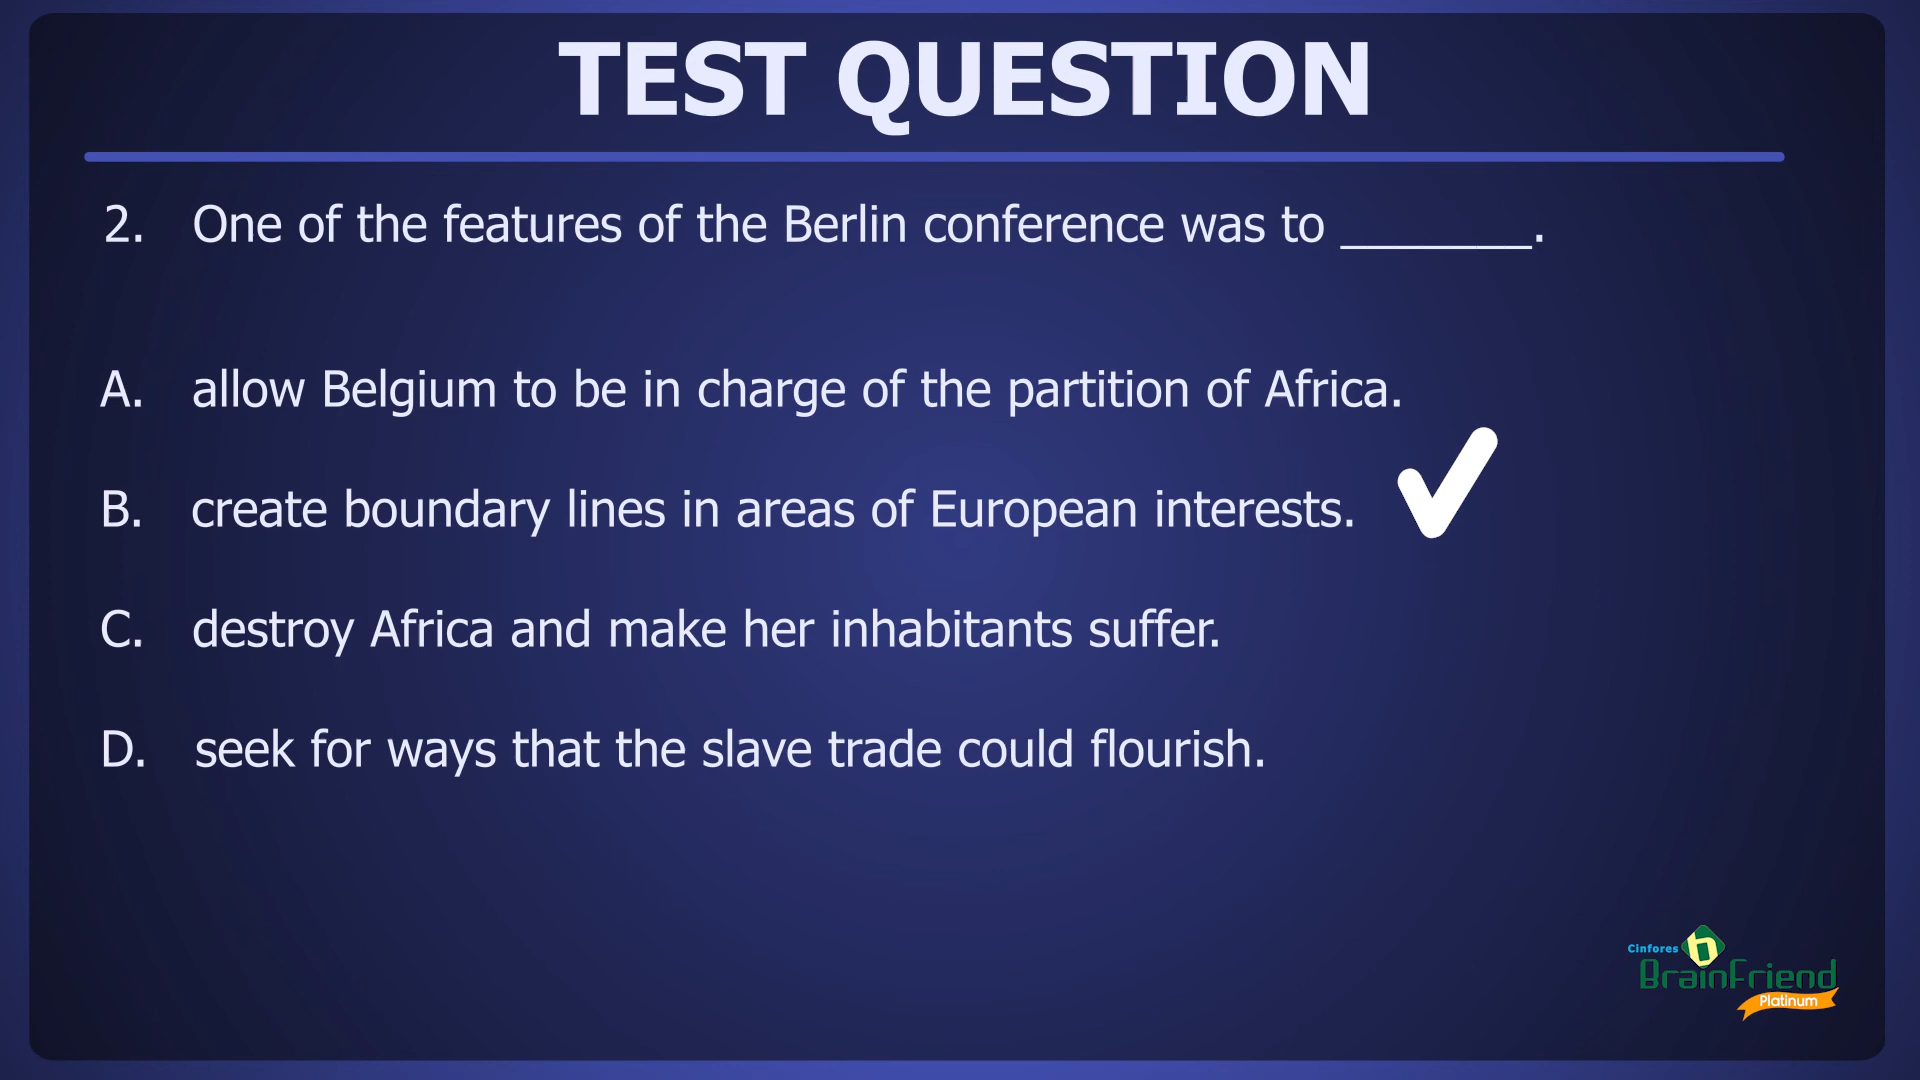 TEST QUESTION
2. One of the features of the Berlin conference was to ________.
A. allow Belgium to be in charge of the partition of Africa.
B. create boundary lines in areas of European interests.
C. destroy Africa and make her inhabitants suffer.
D. seek for ways that the slave trade could flourish.
Cinfores
BrainFriend
Platinum